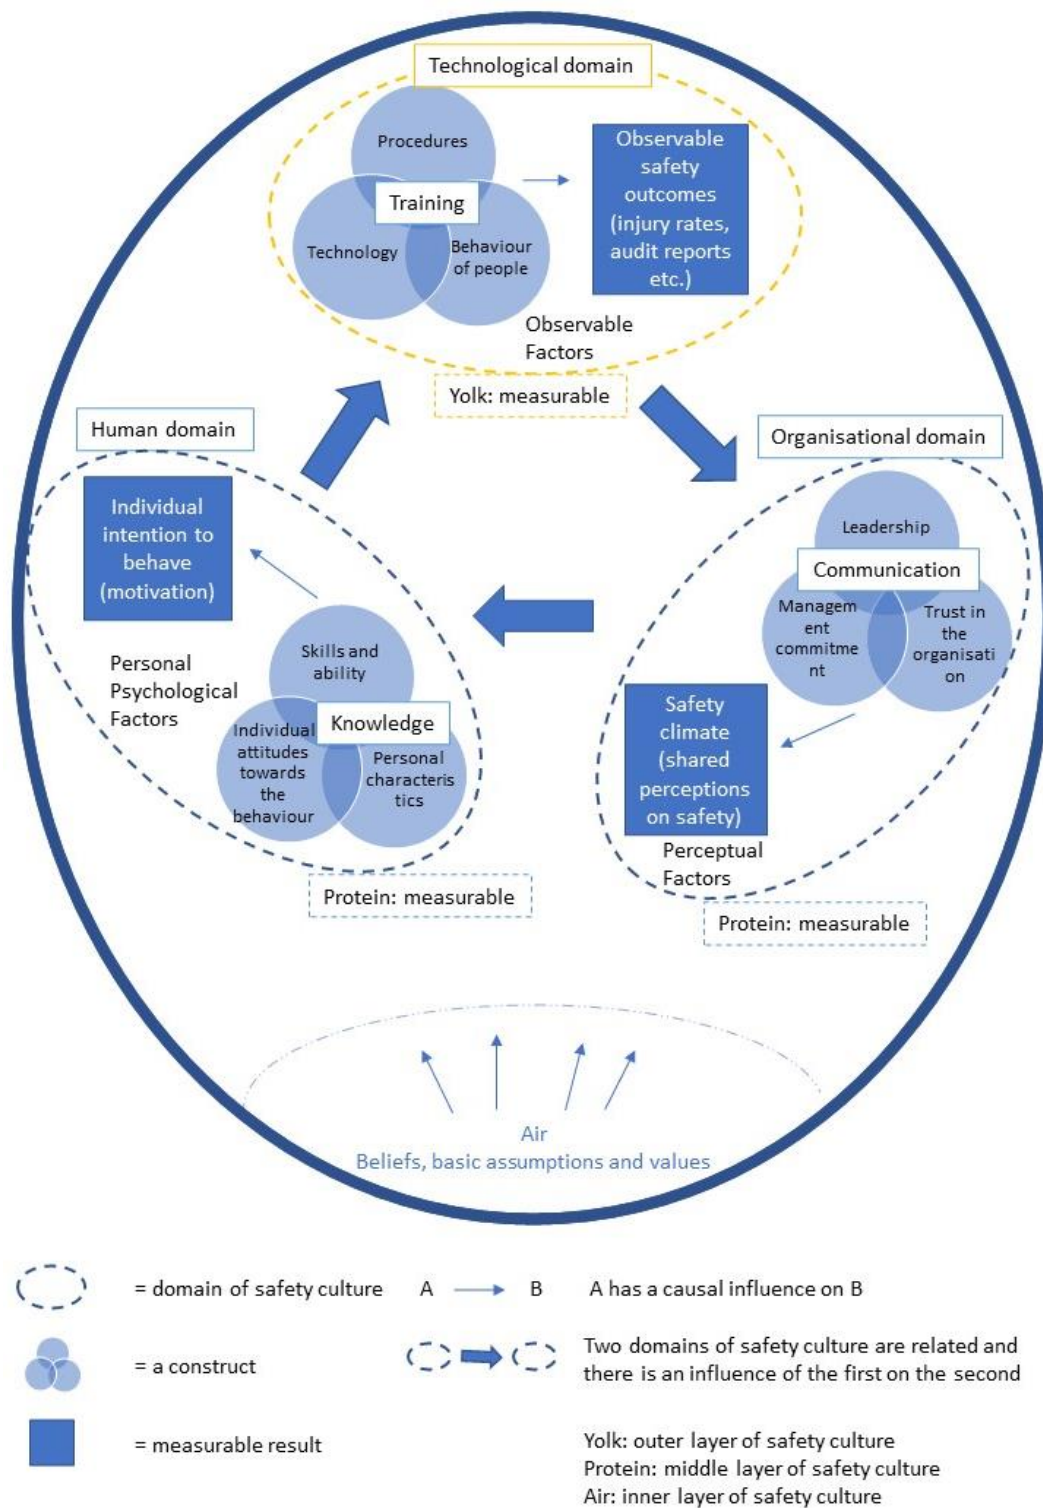 Technological domain
Procedures
Training
Technology
Behaviour
of people
Observable
safety
outcomes
(injury rates,
audit reports
etc.)
Observable
Factors
Yolk: measurable
Human domain
Individual
intention to
behave
(motivation)
Personal
Psychological
Factors
Skills and
ability
Knowledge
Individual
attitudes
towards
the
behaviour
Personal
characteris
tics
Protein: measurable
Organisational domain
Leadership
Communication
Managem
ent
commitme
nt
Trust in
the
organisati
on
Safety
climate
(shared
perceptions
on safety)
Perceptual
Factors
Protein: measurable
Air
Beliefs, basic assumptions and values
= domain of safety culture
A
B
A has a causal influence on B
= a construct
Two domains of safety culture are related and
there is an influence of the first on the second
= measurable result
Yolk: outer layer of safety culture
Protein: middle layer of safety culture
Air: inner layer of safety culture